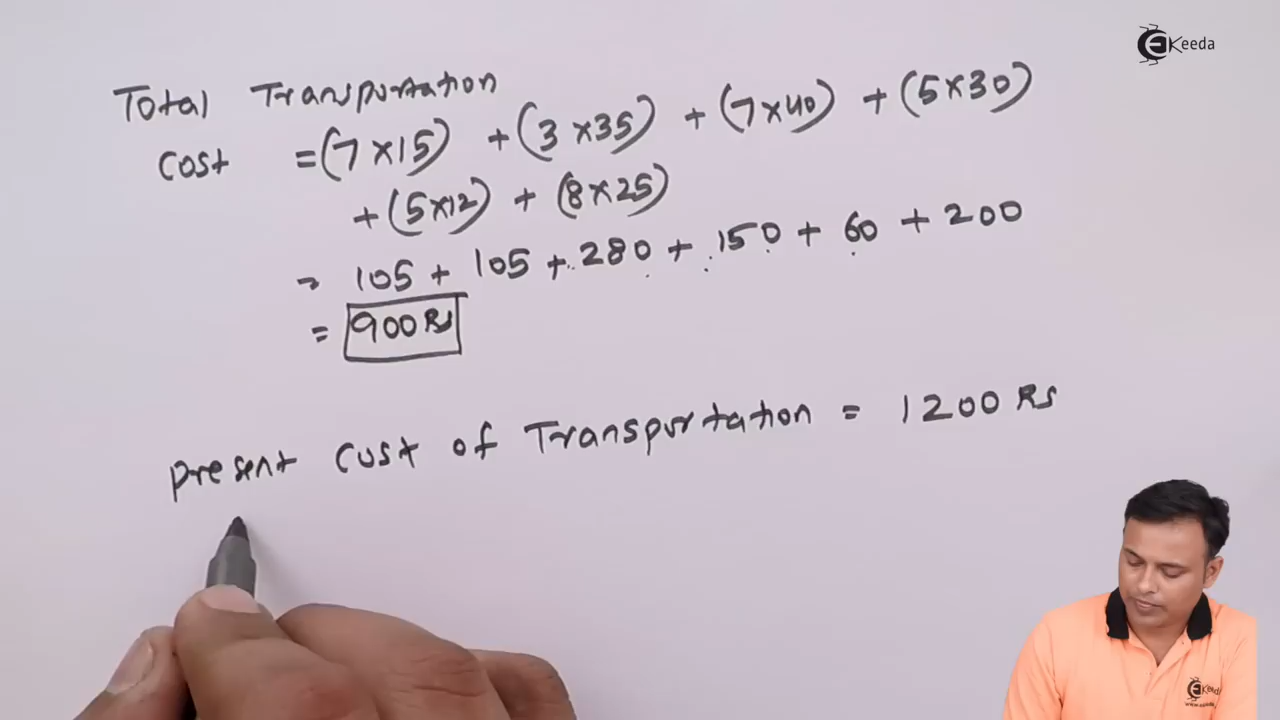 EKeeda
Total Transportation
Cost = (7×15) + (3×35) + (7×40) + (5×30)
+ (5×12) + (8×25)
= 105 + 105 + 280 + 150 + 60 + 200
= 900 Rs
Present Cost of Transportation = 1200 Rs
EKeeda